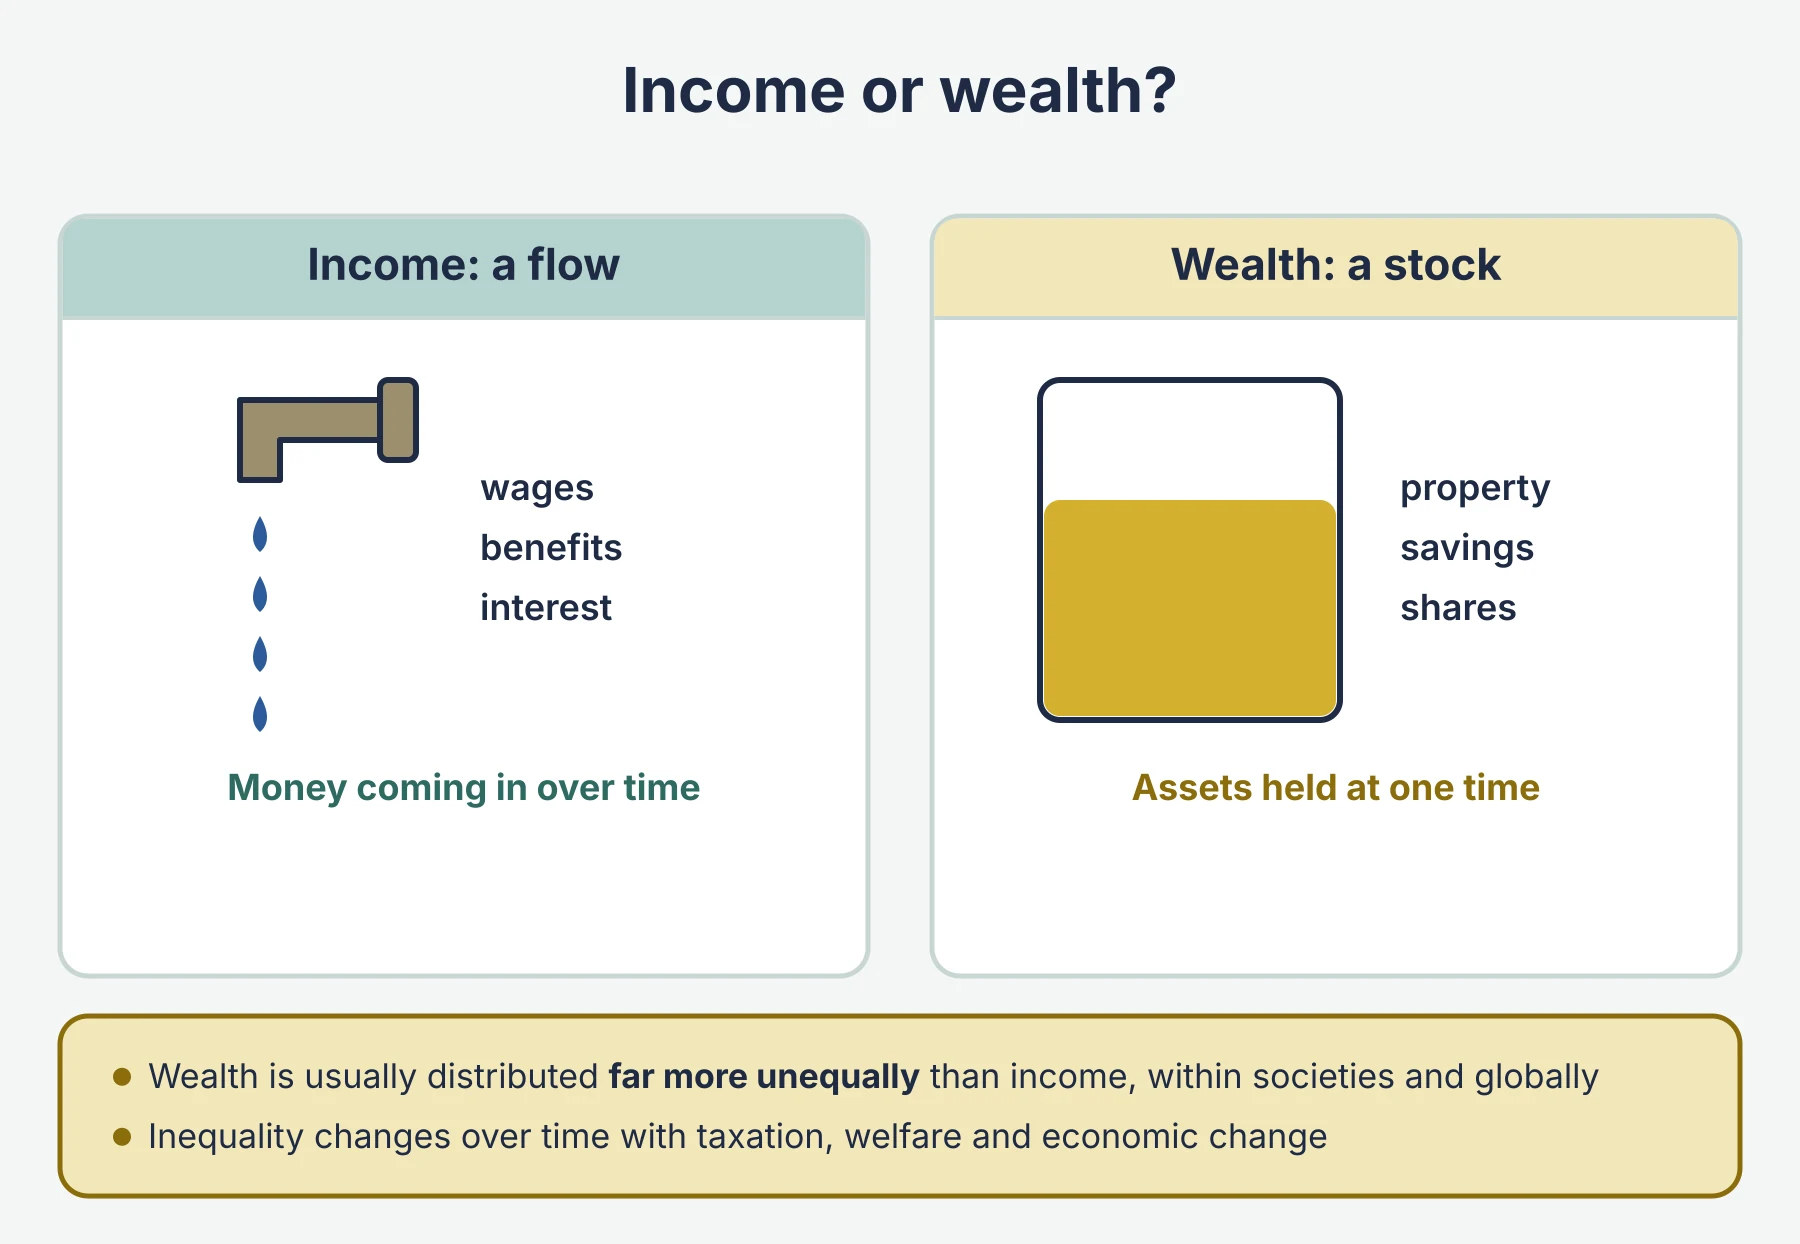 Income or wealth?
Income: a flow
wages
benefits
interest
Money coming in over time
Wealth: a stock
property
savings
shares
Assets held at one time
Wealth is usually distributed far more unequally than income, within societies and globally
Inequality changes over time with taxation, welfare and economic change